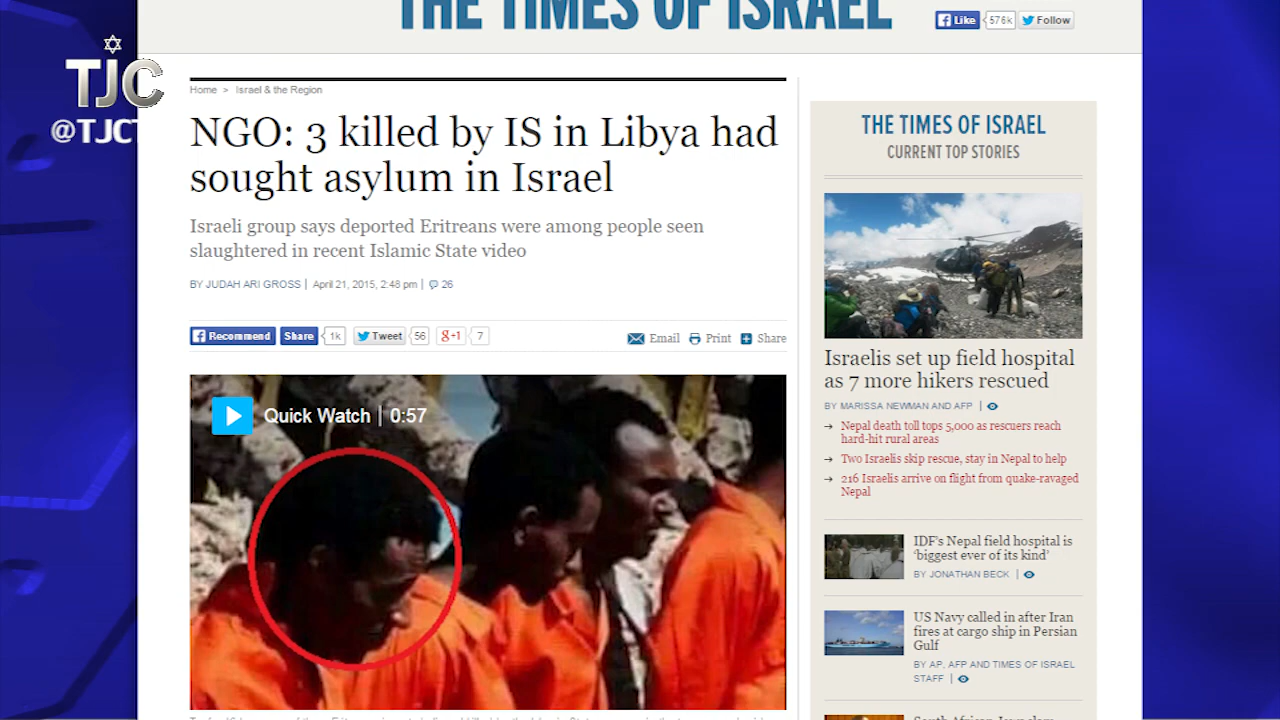 THE TIMES OF ISRAEL
Like 576k Follow
TJC
Home > Israel & the Region
NGO: 3 killed by IS in Libya had
sought asylum in Israel
Israeli group says deported Eritreans were among people seen
slaughtered in recent Islamic State video
BY JUDAH ARI GROSS | April 21, 2015, 2:48 pm | 26
Recommend Share 1k Tweet 56 g+1 7
Email Print Share
Quick Watch | 0:57
THE TIMES OF ISRAEL
CURRENT TOP STORIES
Israelis set up field hospital
as 7 more hikers rescued
BY MARISSA NEWMAN AND AFP |
→ Nepal death toll tops 5,000 as rescuers reach
hard-hit rural areas
→ Two Israelis skip rescue, stay in Nepal to help
→ 216 Israelis arrive on flight from quake-ravaged
Nepal
IDF's Nepal field hospital is
'biggest ever of its kind'
BY JONATHAN BECK |
US Navy called in after Iran
fires at cargo ship in Persian
Gulf
BY AP, AFP AND TIMES OF ISRAEL
STAFF |